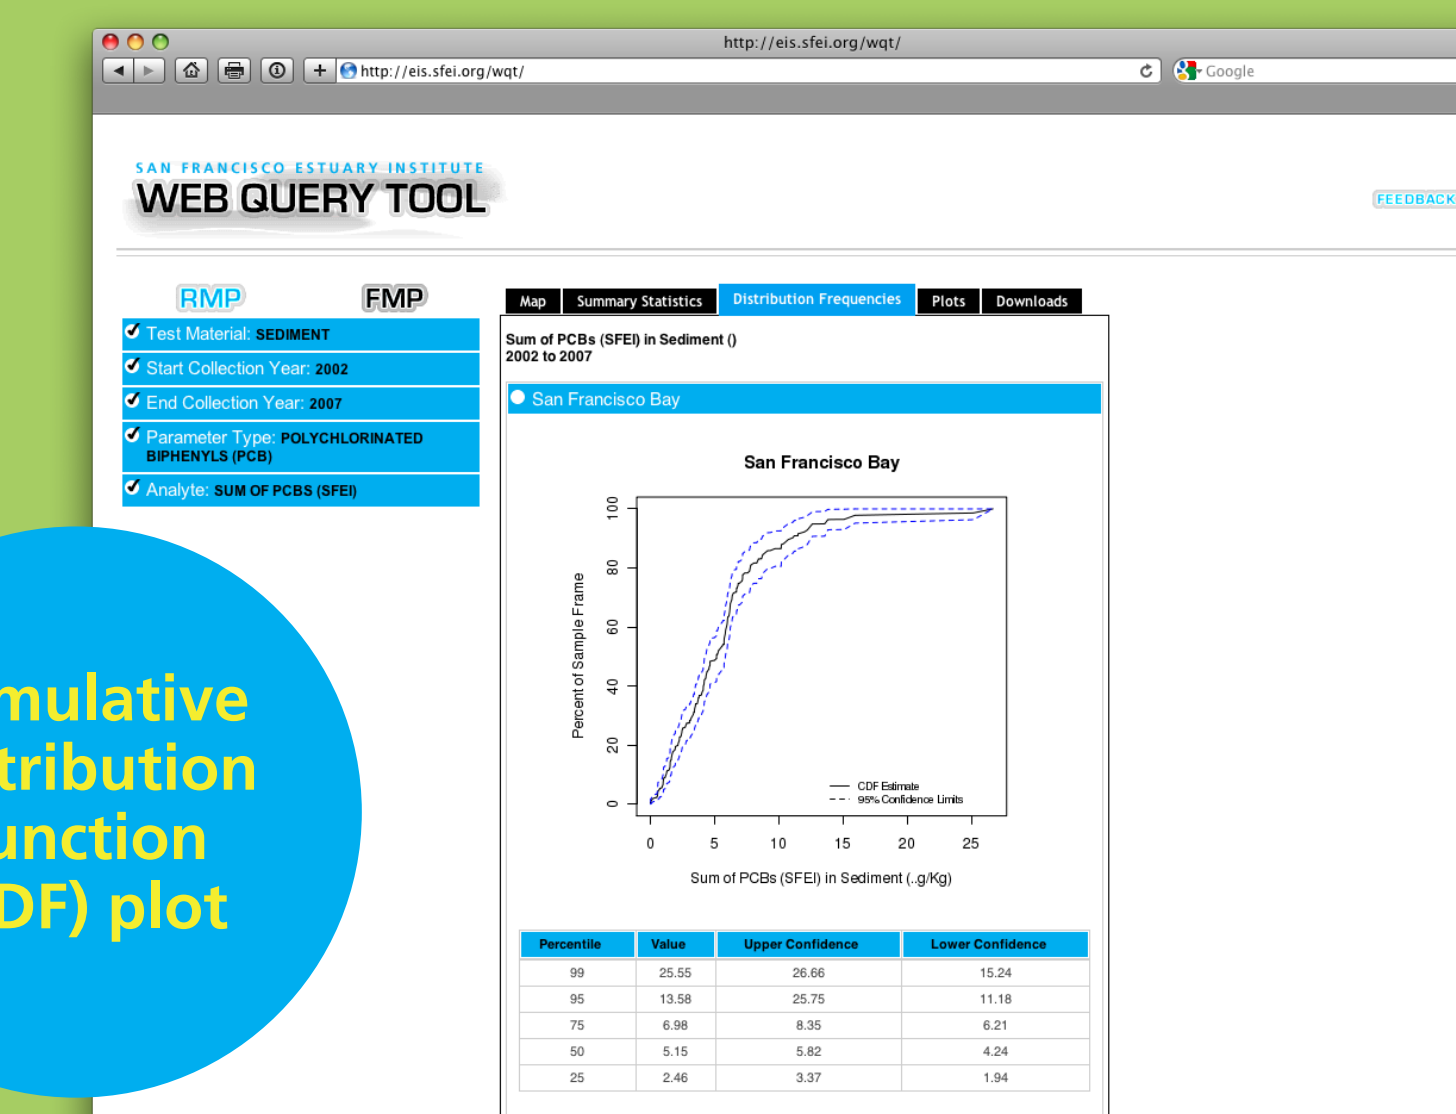 http://eis.sfei.org/wqt/
http://eis.sfei.org/wqt/
Google
SAN FRANCISCO ESTUARY INSTITUTE
WEB QUERY TOOL
FEEDBACK
RMP FMP
Test Material: SEDIMENT
Start Collection Year: 2002
End Collection Year: 2007
Parameter Type: POLYCHLORINATED
BIPHENYLS (PCB)
Analyte: SUM OF PCBS (SFEI)
mulative
tribution
unction
DF) plot
Map Summary Statistics Distribution Frequencies Plots Downloads
Sum of PCBs (SFEI) in Sediment ()
2002 to 2007
San Francisco Bay
San Francisco Bay
100
80
60
40
20
0
Percent of Sample Frame
CDF Estimate
95% Confidence Limits
0 5 10 15 20 25
Sum of PCBs (SFEI) in Sediment (..g/Kg)
Percentile Value Upper Confidence Lower Confidence
99 25.55 26.66 15.24
95 13.58 25.75 11.18
75 6.98 8.35 6.21
50 5.15 5.82 4.24
25 2.46 3.37 1.94